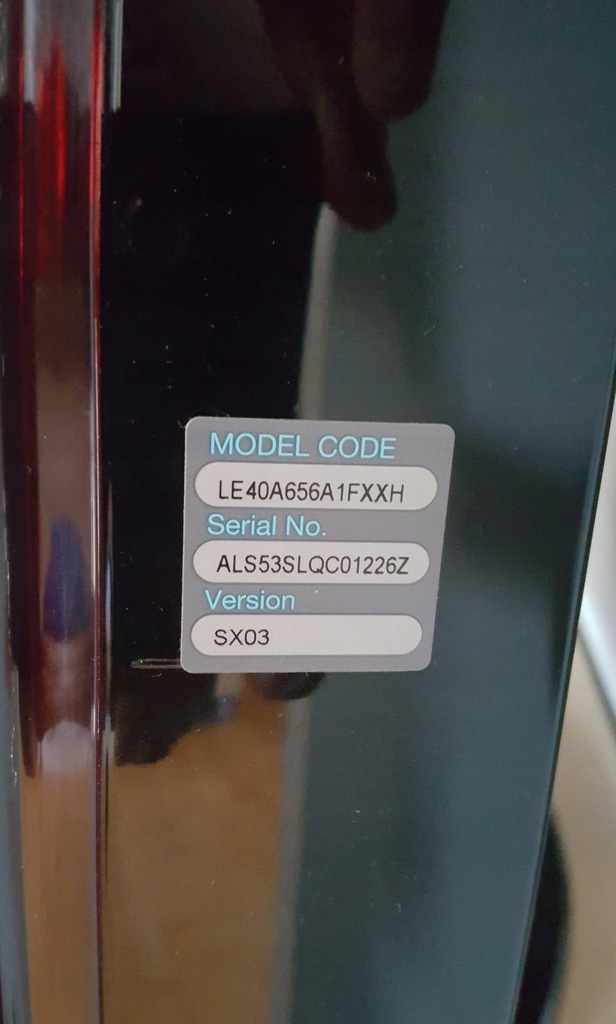 MODEL CODE
LE40A656A1FXXH
Serial No.
ALS53SLQC01226Z
Version
SX03